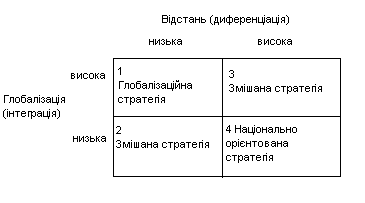 Відстань (диференціація)
низька
висока
висока
Глобалізація
(інтеграція)
низька
1
Глобалізаційна
стратегія
3
Змішана стратегія
2
Змішана стратегія
4 Національно
орієнтована
стратегія